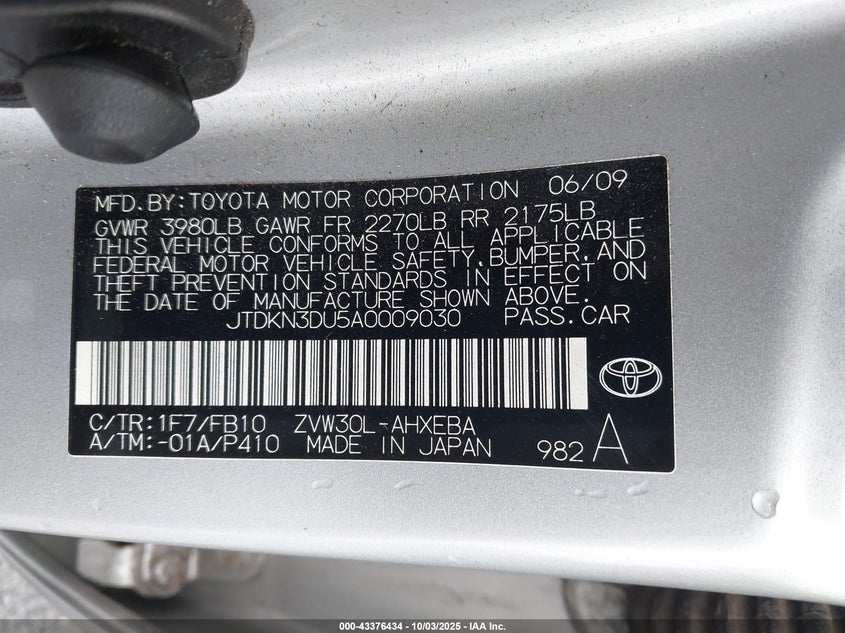 MFD.BY:TOYOTA MOTOR CORPORATION 06/09
GVWR 3980LB GAWR FR 2270LB RR 2175LB
THIS VEHICLE CONFORMS TO ALL APPLICABLE
FEDERAL MOTOR VEHICLE SAFETY,BUMPER,AND
THEFT PREVENTION STANDARDS IN EFFECT ON
THE DATE OF MANUFACTURE SHOWN ABOVE.
JTDKN3DU5A0009030 PASS.CAR
C/TR:1F7/FB10 ZVW30L-AHXEBA
A/TM:-01A/P410 MADE IN JAPAN 982 A
000-43376434 - 10/03/2025 - IAA Inc.